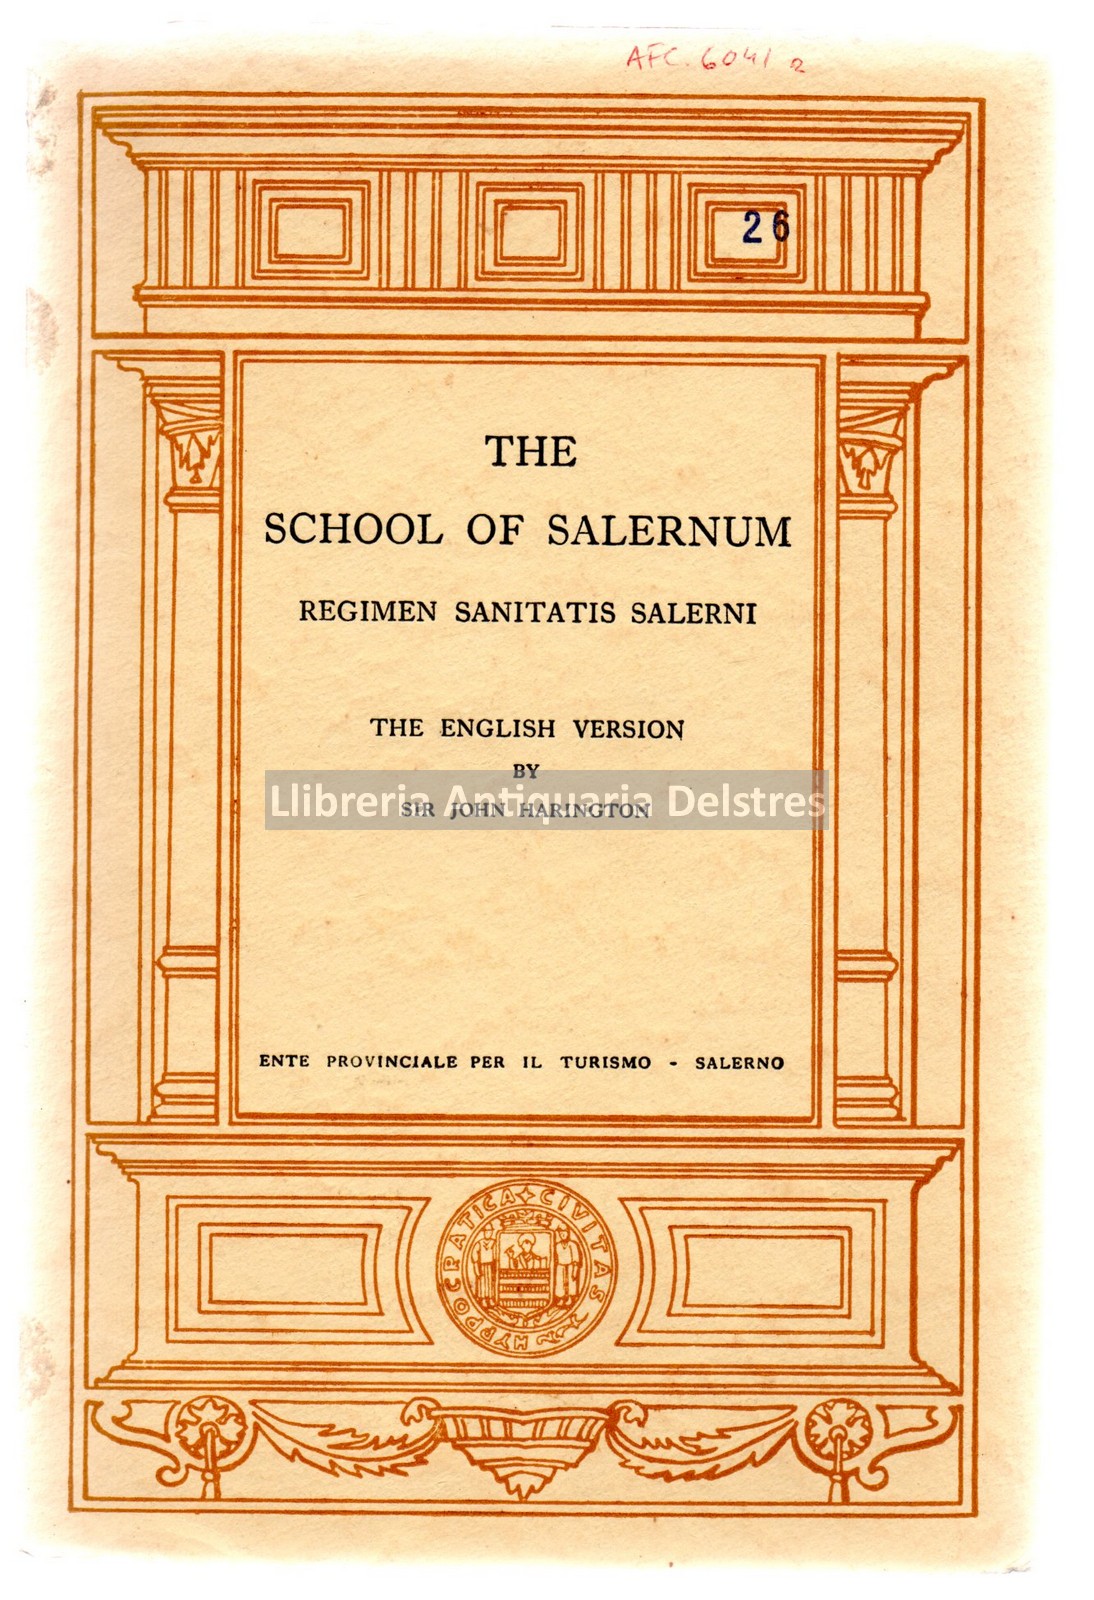 AFC. 6041 2
26
THE
SCHOOL OF SALERNUM
REGIMEN SANITATIS SALERNI
THE ENGLISH VERSION
BY
SIR JOHN HARINGTON
Llibreria Antiquaria Delstres
ENTE PROVINCIALE PER IL TURISMO - SALERNO
HYPPOCRATICA CIVITAS